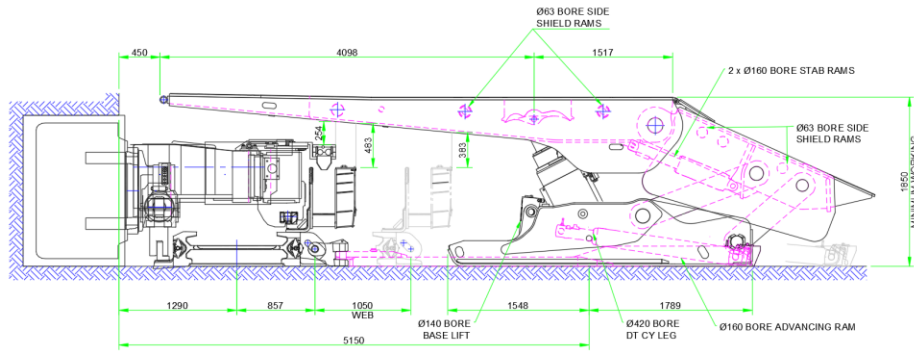 Ø63 BORE SIDE
SHIELD RAMS
450
4098
1517
2 x Ø160 BORE STAB RAMS
Ø63 BORE SIDE
SHIELD RAMS
254
483
383
1850
MINIMUM WORKING
1290
857
1050
WEB
1548
1789
Ø140 BORE
BASE LIFT
Ø420 BORE
DT CY LEG
Ø160 BORE ADVANCING RAM
5150